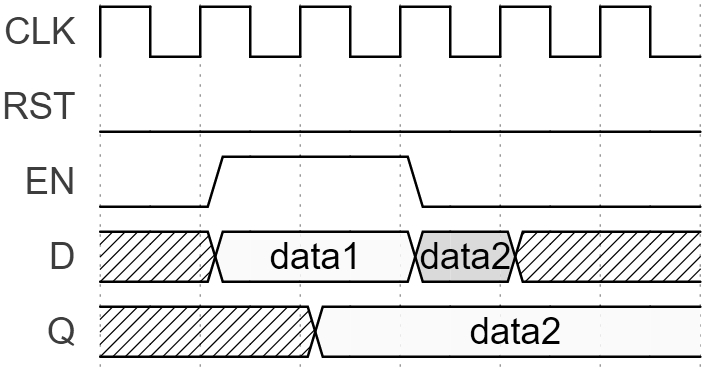 CLK
RST
EN
D data1 data2
Q data2